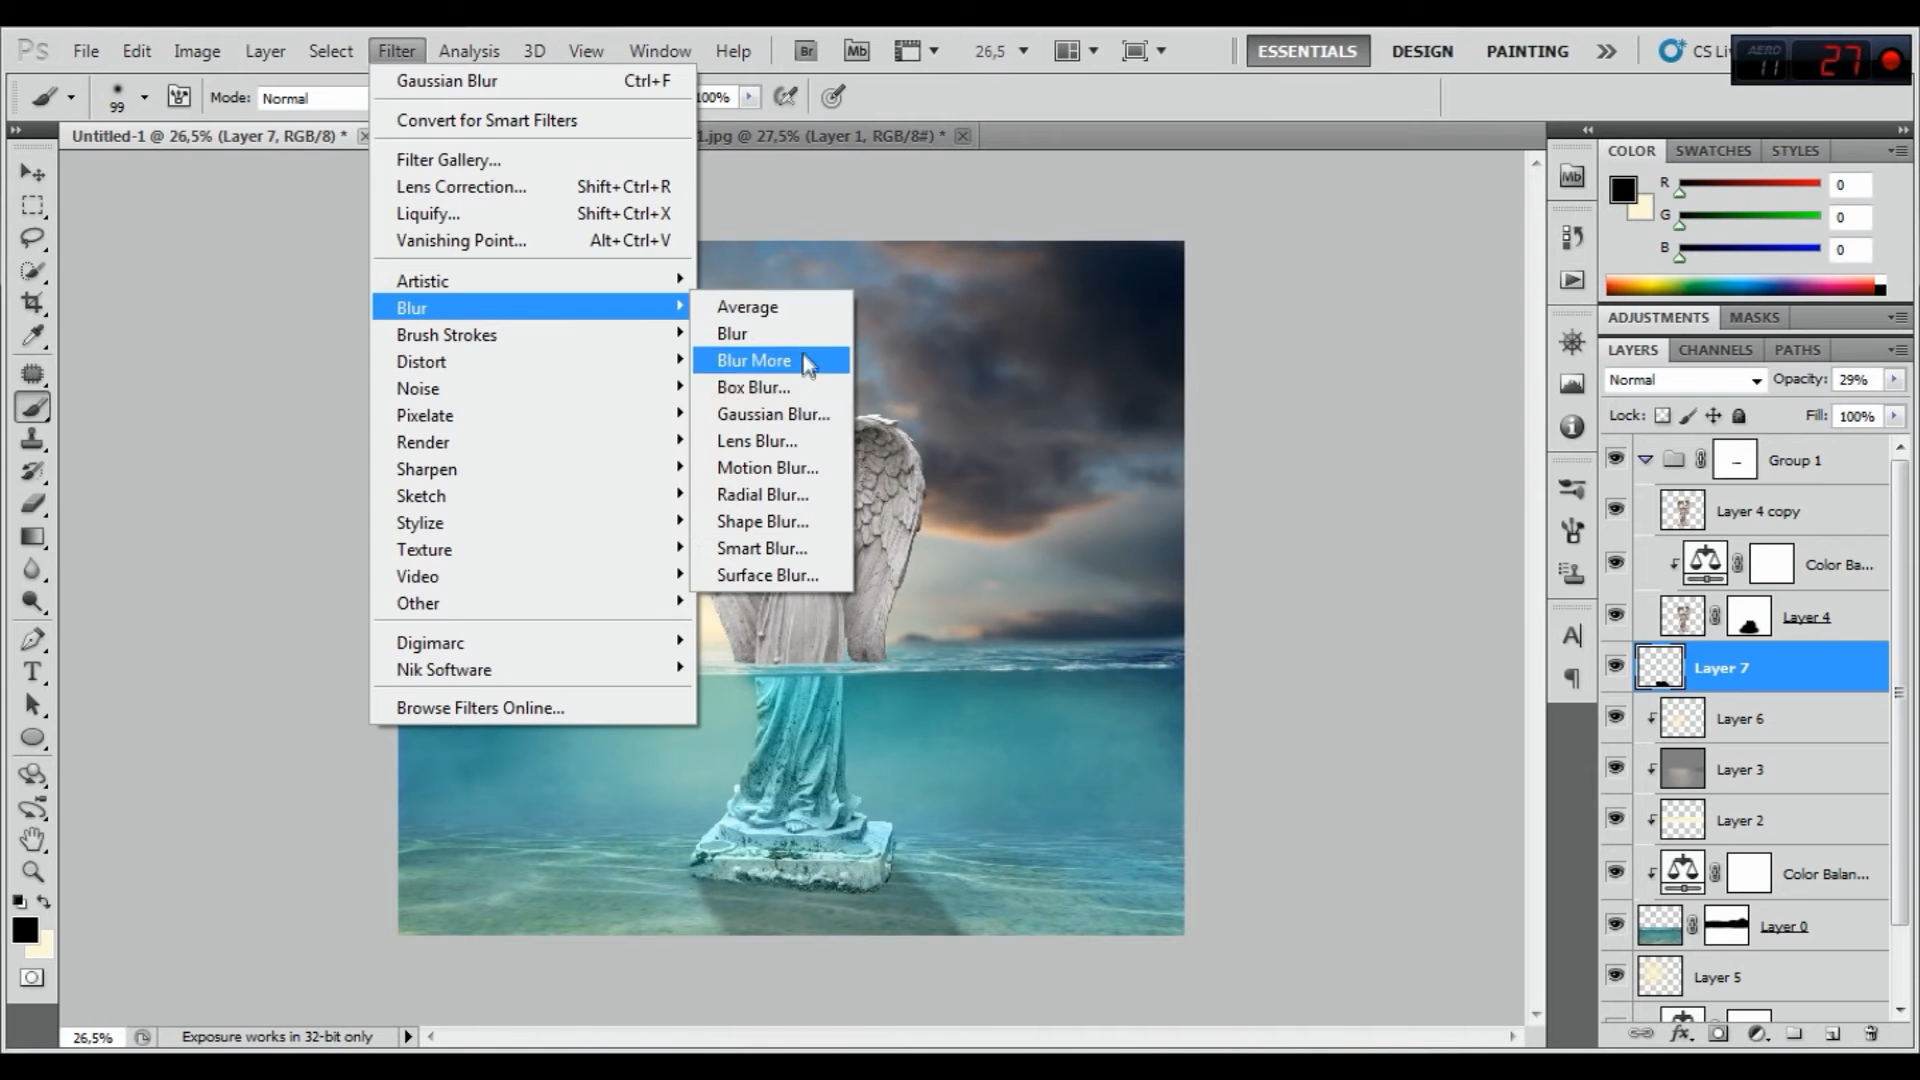 Ps File Edit Image Layer Select Filter Analysis 3D View Window Help Br Mb 26,5 ESSENTIALS DESIGN PAINTING
AERO 11 27
99 Mode: Normal 100%
Untitled-1 @ 26,5% (Layer 7, RGB/8) *
1.jpg @ 27,5% (Layer 1, RGB/8#) *
Gaussian Blur Ctrl+F
Convert for Smart Filters
Filter Gallery...
Lens Correction... Shift+Ctrl+R
Liquify... Shift+Ctrl+X
Vanishing Point... Alt+Ctrl+V
Artistic
Blur
Brush Strokes
Distort
Noise
Pixelate
Render
Sharpen
Sketch
Stylize
Texture
Video
Other
Digimarc
Nik Software
Browse Filters Online...
Average
Blur
Blur More
Box Blur...
Gaussian Blur...
Lens Blur...
Motion Blur...
Radial Blur...
Shape Blur...
Smart Blur...
Surface Blur...
T
Mb
A
COLOR SWATCHES STYLES
R 0
G 0
B 0
ADJUSTMENTS MASKS
LAYERS CHANNELS PATHS
Normal Opacity: 29%
Lock: Fill: 100%
Group 1
Layer 4 copy
Color Ba...
Layer 4
Layer 7
Layer 6
Layer 3
Layer 2
Color Balan...
Layer 0
Layer 5
fx
26,5% Exposure works in 32-bit only